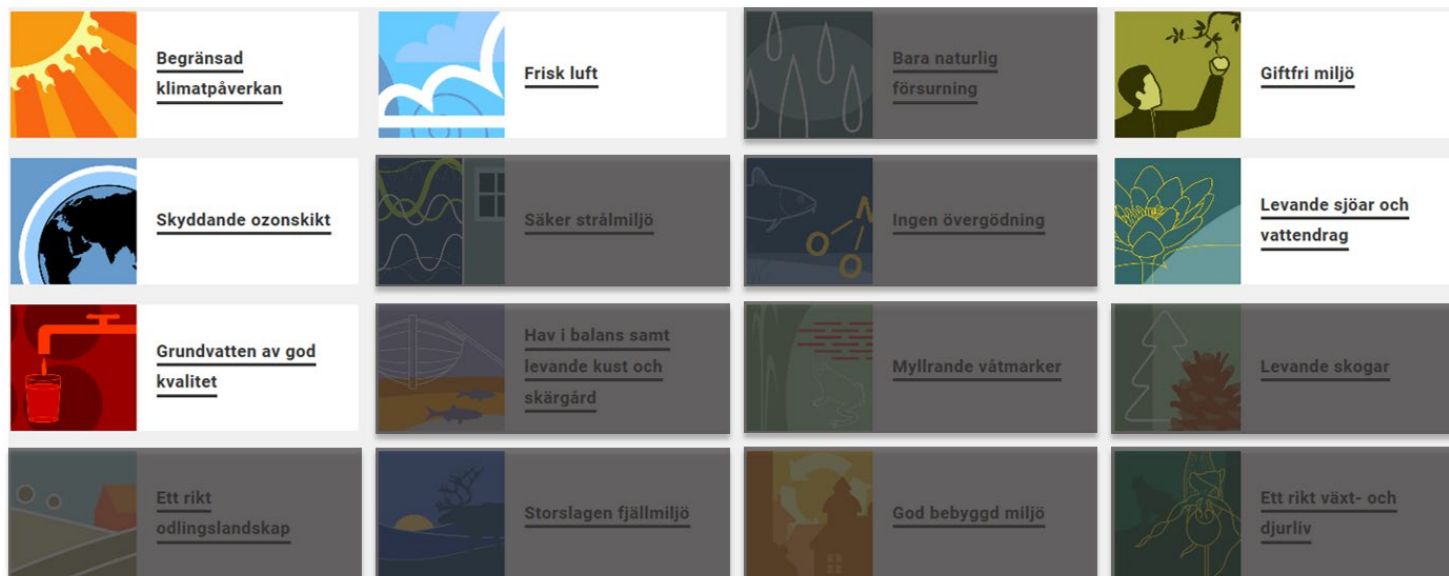 Begränsad
klimatpåverkan
Frisk luft
Bara naturlig
försurning
Giftfri miljö
Skyddande ozonskikt
Säker strålmiljö
Ingen övergödning
Levande sjöar och
vattendrag
Grundvatten av god
kvalitet
Hav i balans samt
levande kust och
skärgård
Myllrande våtmarker
Levande skogar
Ett rikt
odlingslandskap
Storslagen fjällmiljö
God bebyggd miljö
Ett rikt växt- och
djurliv